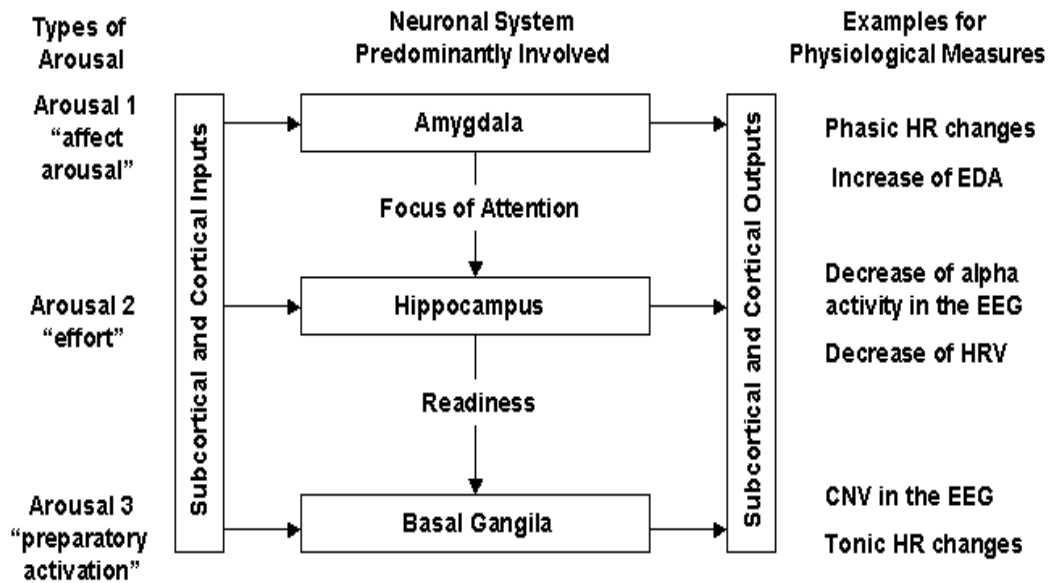 Types of
Arousal
Neuronal System
Predominantly Involved
Examples for
Physiological Measures
Arousal 1
“affect
arousal”
Subcortical and Cortical Inputs
Amygdala
Subcortical and Cortical Outputs
Phasic HR changes
Increase of EDA
Focus of Attention
Arousal 2
“effort”
Hippocampus
Decrease of alpha
activity in the EEG
Decrease of HRV
Readiness
Arousal 3
“preparatory
activation”
Basal Gangila
CNV in the EEG
Tonic HR changes